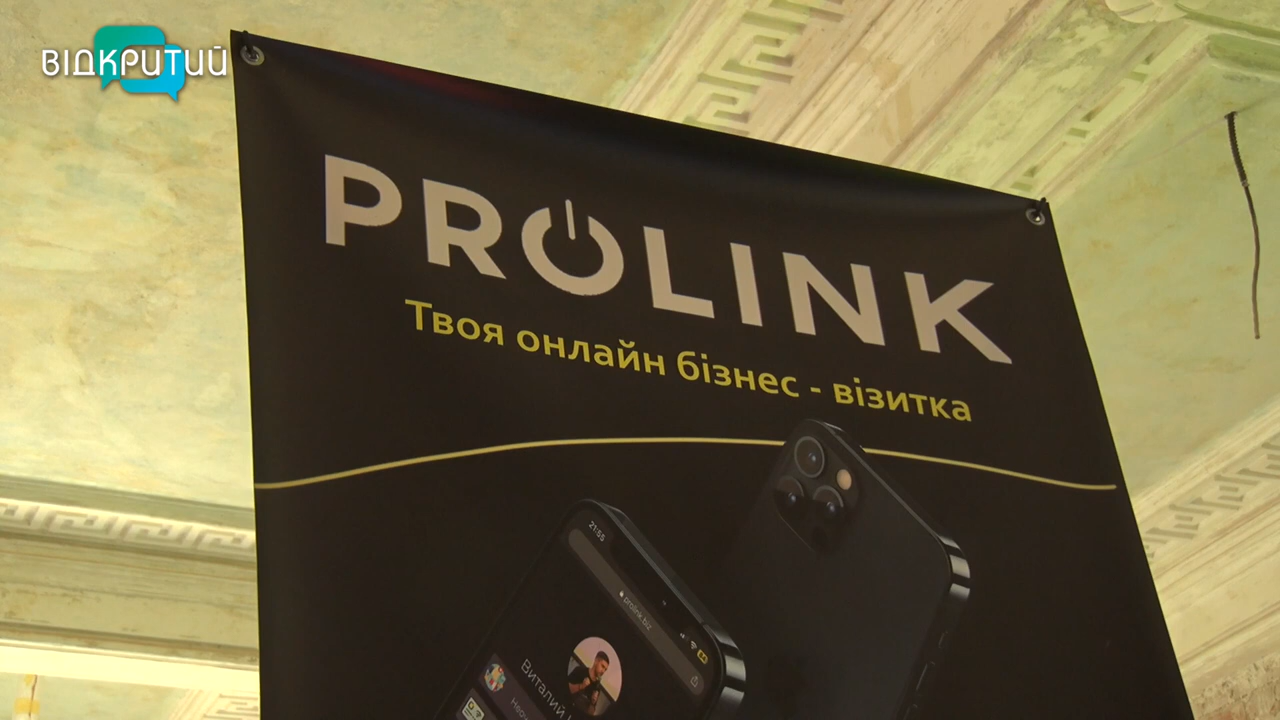 ВІДКРИТИЙ
PROLINK
Твоя онлайн бізнес - візитка
21:55
prolink.biz
Виталий